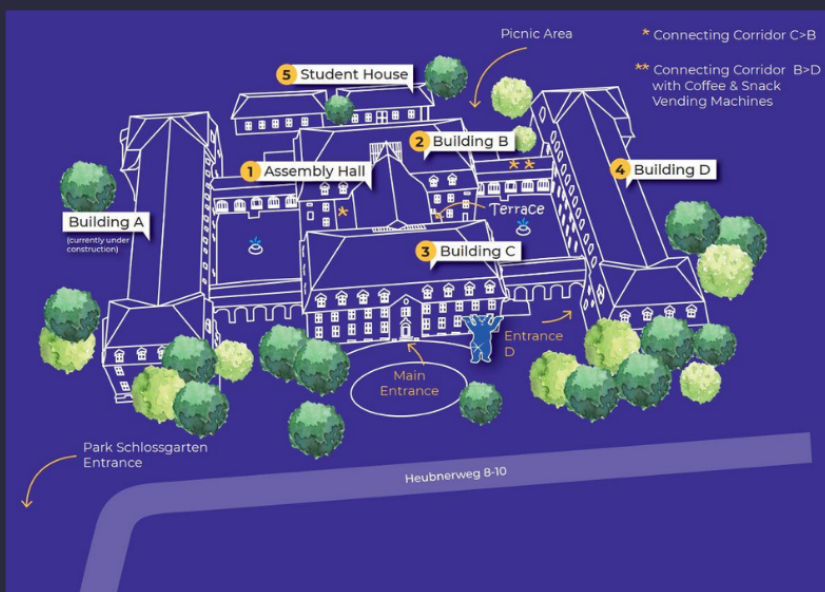 Picnic Area
* Connecting Corridor C>B
** Connecting Corridor B>D
with Coffee & Snack
Vending Machines
5 Student House
2 Building B
1 Assembly Hall
4 Building D
Building A
(currently under
construction)
*
**
Terrace
3 Building C
Entrance
D
Main
Entrance
Park Schlossgarten
Entrance
Heubnerweg 8-10